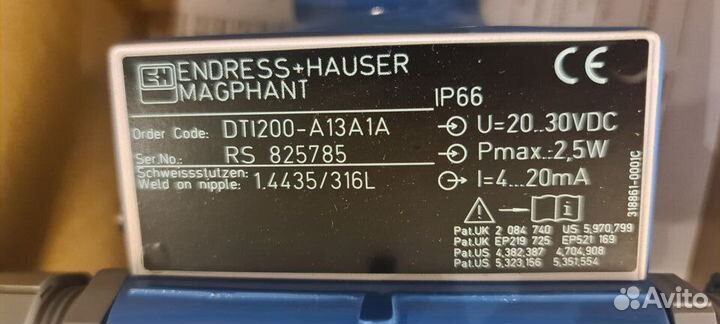 EH ENDRESS+HAUSER
MAGPHANT
IP66
CE
Order Code: DTI200-A13A1A
U=20...30VDC
Ser.No.: RS 825785
Pmax.:2,5W
Schweissstutzen:
Weld on nipple: 1.4435/316L
I=4...20mA
i
Pat.UK 2 084 740 US 5,970,799
Pat.UK EP219 725 EP521 169
Pat.US 4,382,387 4,704,908
Pat.US 5,323,156 5,351,554
318861-0001C
Avito